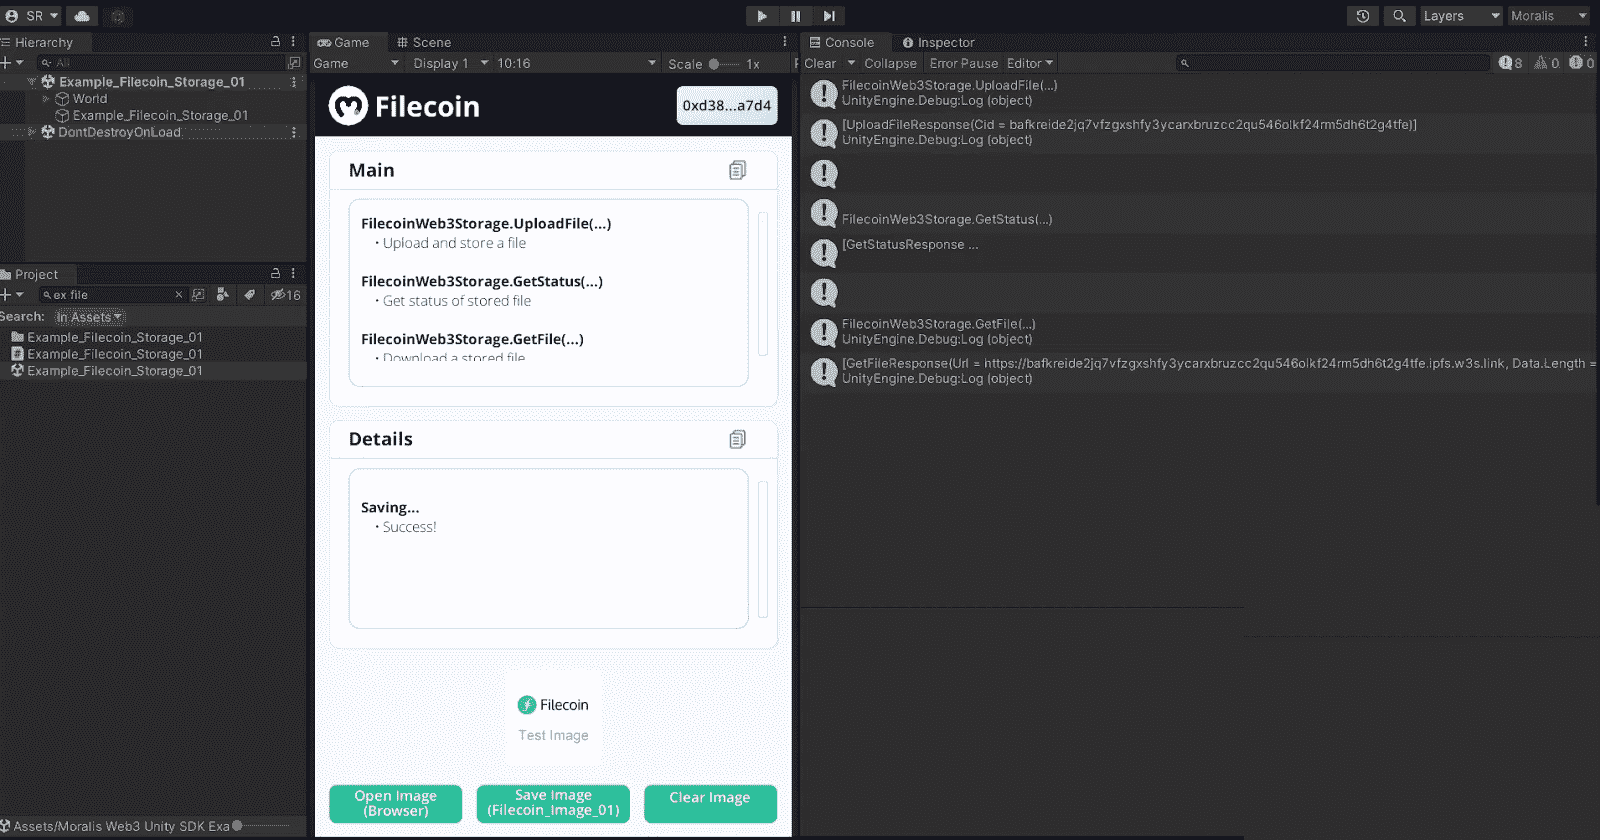 SR
Layers
Moralis
Hierarchy
All
Example_Filecoin_Storage_01
World
Example_Filecoin_Storage_01
DontDestroyOnLoad
Project
ex file
16
Search:
In Assets
Example_Filecoin_Storage_01
Example_Filecoin_Storage_01
Example_Filecoin_Storage_01
Assets/Moralis Web3 Unity SDK Exa
Game
Scene
Game
Display 1
10:16
Scale
1x
Filecoin
0xd38...a7d4
Main
FilecoinWeb3Storage.UploadFile(...)
• Upload and store a file
FilecoinWeb3Storage.GetStatus(...)
• Get status of stored file
FilecoinWeb3Storage.GetFile(...)
• Download a stored file
Details
Saving...
• Success!
Filecoin
Test Image
Open Image
(Browser)
Save Image
(Filecoin_Image_01)
Clear Image
Console
Inspector
Clear
Collapse
Error Pause
Editor
8
0
0
FilecoinWeb3Storage.UploadFile(...)
UnityEngine.Debug:Log (object)
[UploadFileResponse(Cid = bafkreide2jq7vfzgxshfy3ycarxbruzcc2qu546olkf24rm5dh6t2g4tfe)]
UnityEngine.Debug:Log (object)
FilecoinWeb3Storage.GetStatus(...)
[GetStatusResponse ...
FilecoinWeb3Storage.GetFile(...)
UnityEngine.Debug:Log (object)
[GetFileResponse(Url = https://bafkreide2jq7vfzgxshfy3ycarxbruzcc2qu546olkf24rm5dh6t2g4tfe.ipfs.w3s.link, Data.Length =
UnityEngine.Debug:Log (object)